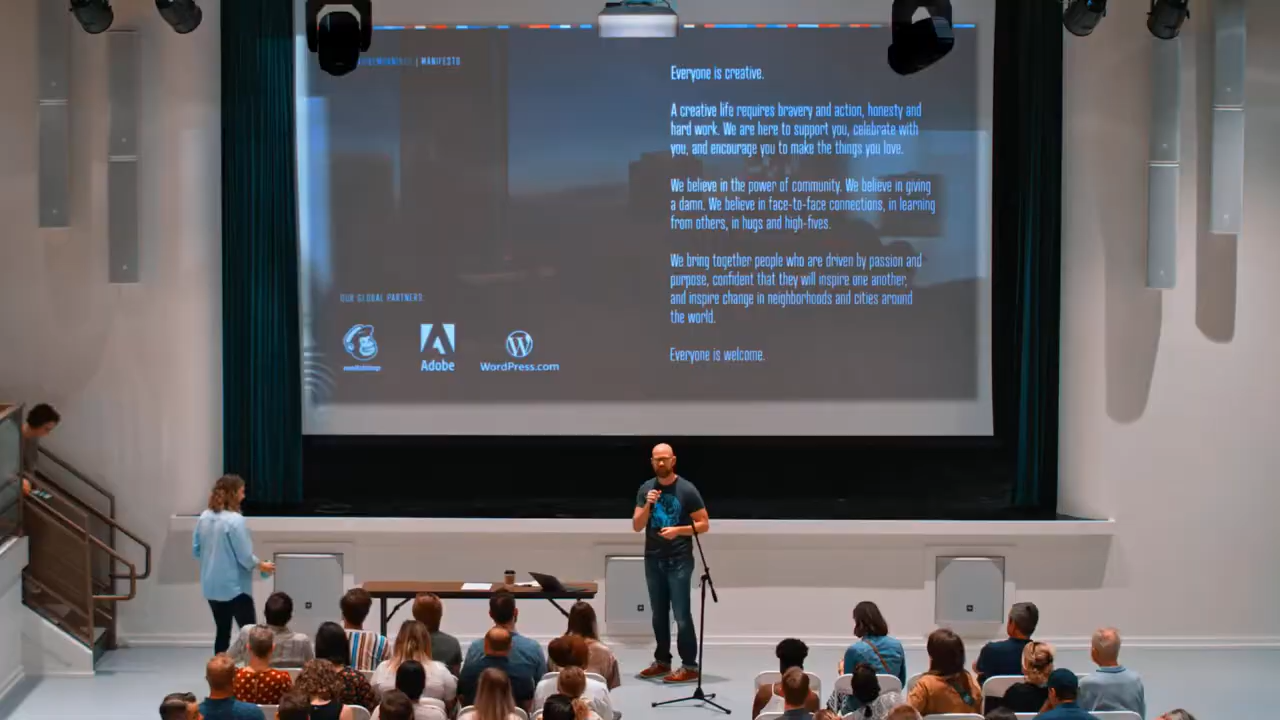 | MANIFESTO
Everyone is creative.
A creative life requires bravery and action, honesty and
hard work. We are here to support you, celebrate with
you, and encourage you to make the things you love.
We believe in the power of community. We believe in giving
a damn. We believe in face-to-face connections, in learning
from others, in hugs and high-fives.
We bring together people who are driven by passion and
purpose, confident that they will inspire one another,
and inspire change in neighborhoods and cities around
the world.
Everyone is welcome.
OUR GLOBAL PARTNERS
mailchimp
Adobe
WordPress.com